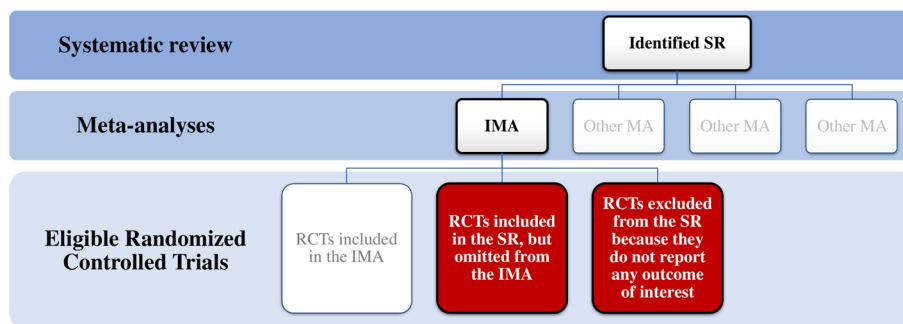 Systematic review
Identified SR
Meta-analyses
IMA
Other MA
Other MA
Other MA
Eligible Randomized
Controlled Trials
RCTs included
in the IMA
RCTs included
in the SR, but
omitted from
the IMA
RCTs excluded
from the SR
because they
do not report
any outcome
of interest